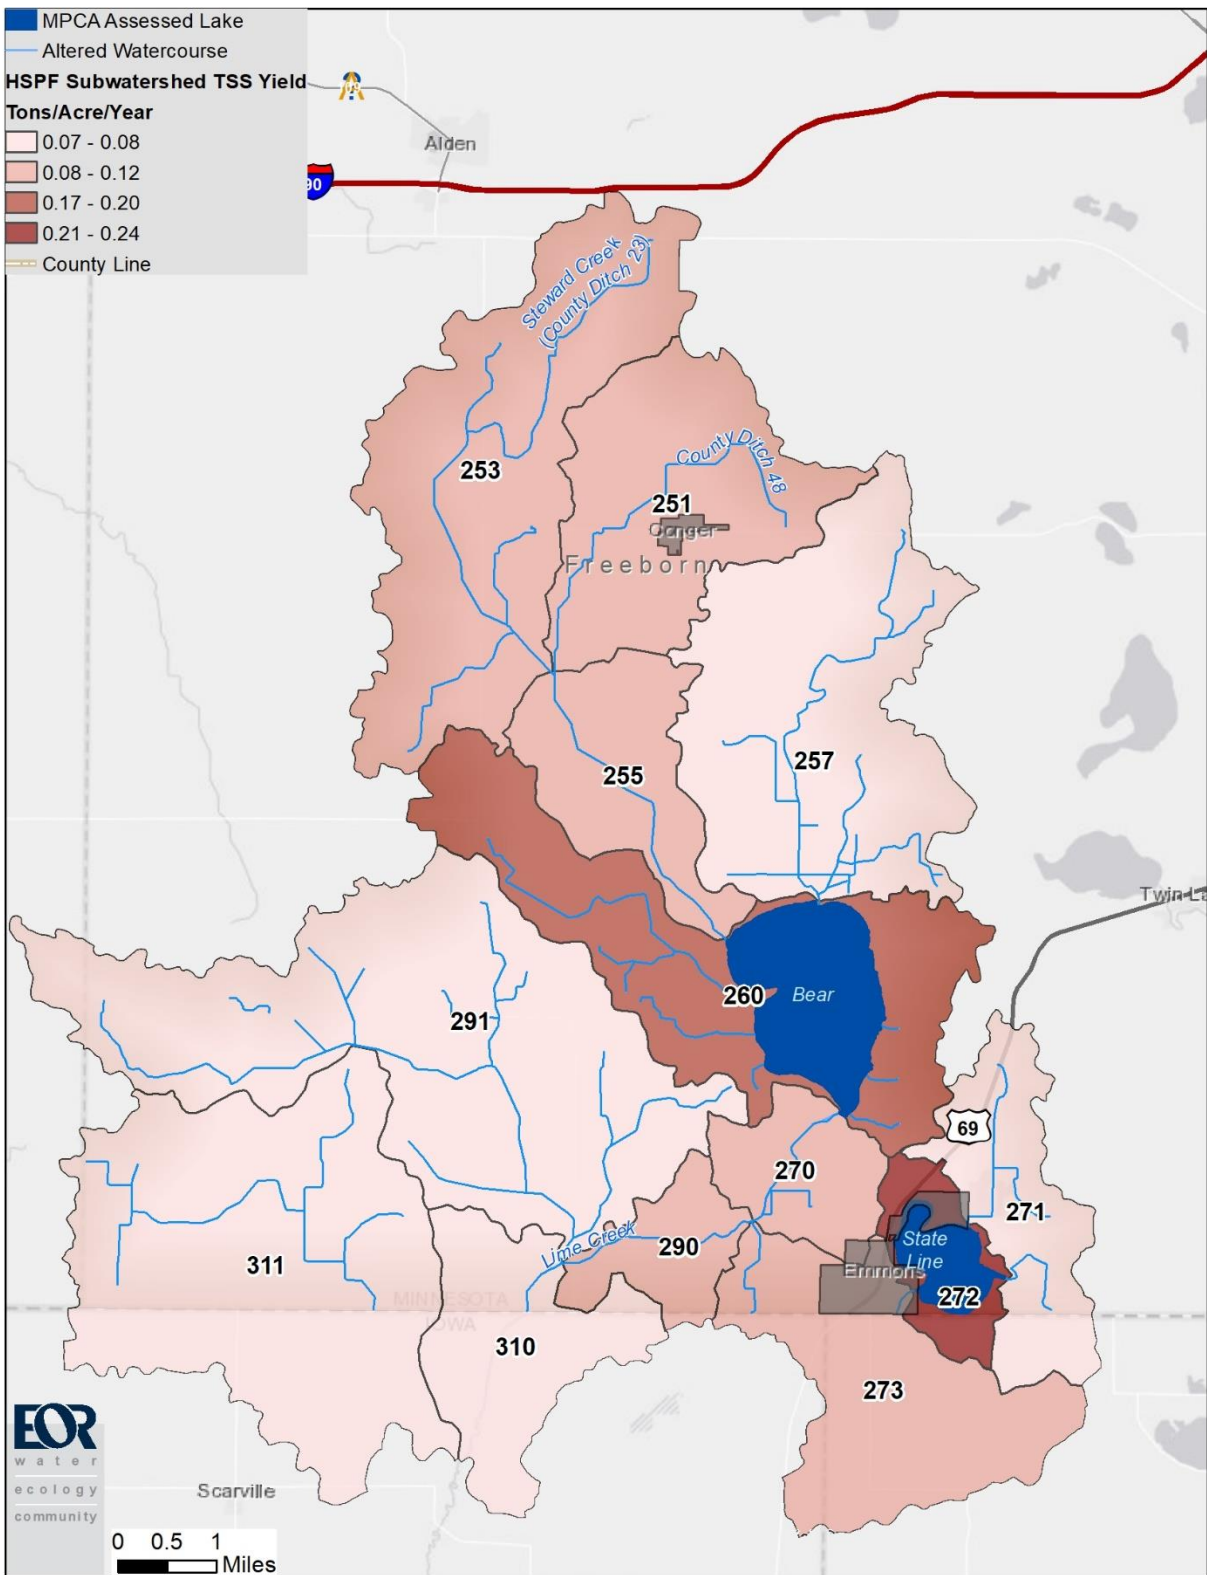 MPCA Assessed Lake
Altered Watercourse
HSPF Subwatershed TSS Yield
Tons/Acre/Year
0.07 - 0.08
0.08 - 0.12
0.17 - 0.20
0.21 - 0.24
County Line
Alden
90
Steward Creek
(County Ditch 23)
253
County Ditch 48
251
Conger
Freeborn
257
255
Twin La
260
Bear
291
69
270
271
Lime Creek
290
State
Line
311
Emmons
272
MINNESOTA
IOWA
310
273
EOR
water
ecology
community
Scarville
0 0.5 1
Miles